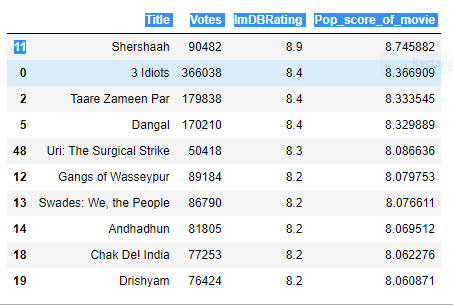 Title Votes ImDBRating Pop_score_of_movie
11 Shershaah 90482 8.9 8.745882
0 3 Idiots 366038 8.4 8.366909
2 Taare Zameen Par 179838 8.4 8.333545
5 Dangal 170210 8.4 8.329889
48 Uri: The Surgical Strike 50418 8.3 8.086636
12 Gangs of Wasseypur 89184 8.2 8.079753
13 Swades: We, the People 86790 8.2 8.076611
14 Andhadhun 81805 8.2 8.069512
18 Chak De! India 77253 8.2 8.062276
19 Drishyam 76424 8.2 8.060871